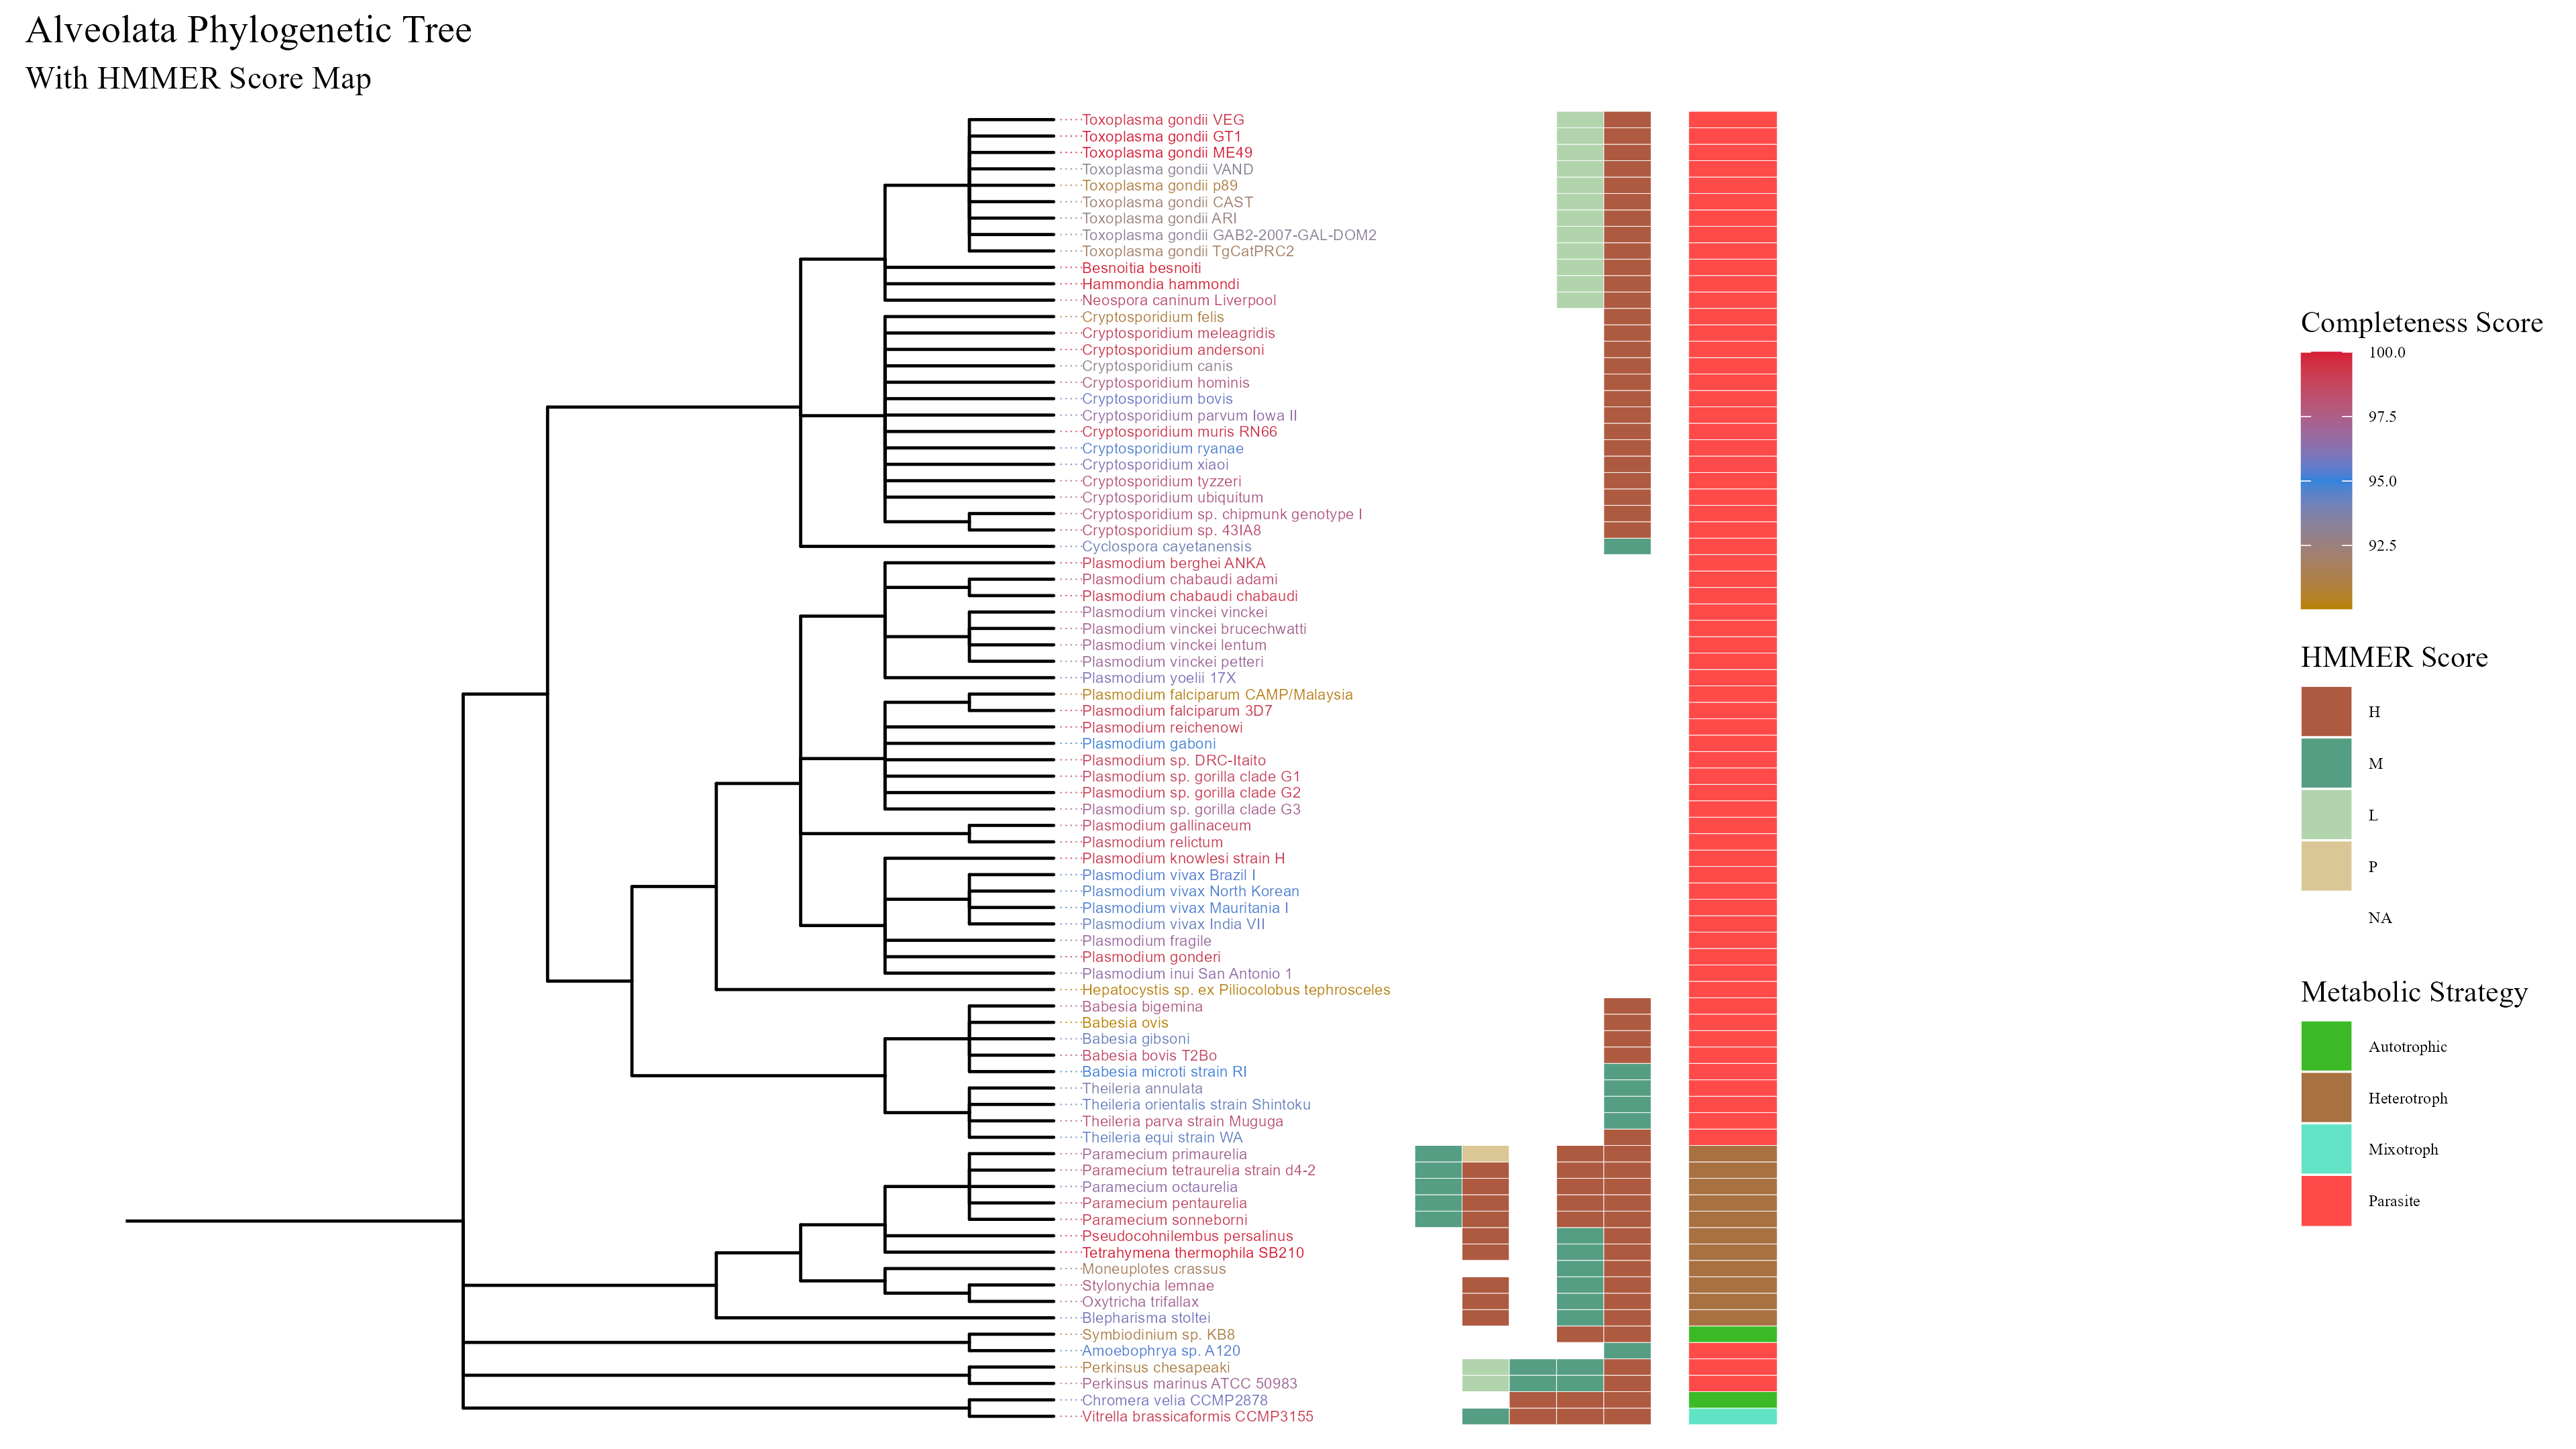 Alveolata Phylogenetic Tree
With HMMER Score Map
Toxoplasma gondii VEG
Toxoplasma gondii GT1
Toxoplasma gondii ME49
Toxoplasma gondii VAND
Toxoplasma gondii p89
Toxoplasma gondii CAST
Toxoplasma gondii ARI
Toxoplasma gondii GAB2-2007-GAL-DOM2
Toxoplasma gondii TgCatPRC2
Besnoitia besnoiti
Hammondia hammondi
Neospora caninum Liverpool
Cryptosporidium felis
Cryptosporidium meleagridis
Cryptosporidium andersoni
Cryptosporidium canis
Cryptosporidium hominis
Cryptosporidium bovis
Cryptosporidium parvum Iowa II
Cryptosporidium muris RN66
Cryptosporidium ryanae
Cryptosporidium xiaoi
Cryptosporidium tyzzeri
Cryptosporidium ubiquitum
Cryptosporidium sp. chipmunk genotype I
Cryptosporidium sp. 43IA8
Cyclospora cayetanensis
Plasmodium berghei ANKA
Plasmodium chabaudi adami
Plasmodium chabaudi chabaudi
Plasmodium vinckei vinckei
Plasmodium vinckei brucechwatti
Plasmodium vinckei lentum
Plasmodium vinckei petteri
Plasmodium yoelii 17X
Plasmodium falciparum CAMP/Malaysia
Plasmodium falciparum 3D7
Plasmodium reichenowi
Plasmodium gaboni
Plasmodium sp. DRC-Itaito
Plasmodium sp. gorilla clade G1
Plasmodium sp. gorilla clade G2
Plasmodium sp. gorilla clade G3
Plasmodium gallinaceum
Plasmodium relictum
Plasmodium knowlesi strain H
Plasmodium vivax Brazil I
Plasmodium vivax North Korean
Plasmodium vivax Mauritania I
Plasmodium vivax India VII
Plasmodium fragile
Plasmodium gonderi
Plasmodium inui San Antonio 1
Hepatocystis sp. ex Piliocolobus tephrosceles
Babesia bigemina
Babesia ovis
Babesia gibsoni
Babesia bovis T2Bo
Babesia microti strain RI
Theileria annulata
Theileria orientalis strain Shintoku
Theileria parva strain Muguga
Theileria equi strain WA
Paramecium primaurelia
Paramecium tetraurelia strain d4-2
Paramecium octaurelia
Paramecium pentaurelia
Paramecium sonneborni
Pseudocohnilembus persalinus
Tetrahymena thermophila SB210
Moneuplotes crassus
Stylonychia lemnae
Oxytricha trifallax
Blepharisma stoltei
Symbiodinium sp. KB8
Amoebophrya sp. A120
Perkinsus chesapeaki
Perkinsus marinus ATCC 50983
Chromera velia CCMP2878
Vitrella brassicaformis CCMP3155
Completeness Score
100.0
97.5
95.0
92.5
HMMER Score
H
M
L
P
NA
Metabolic Strategy
Autotrophic
Heterotroph
Mixotroph
Parasite